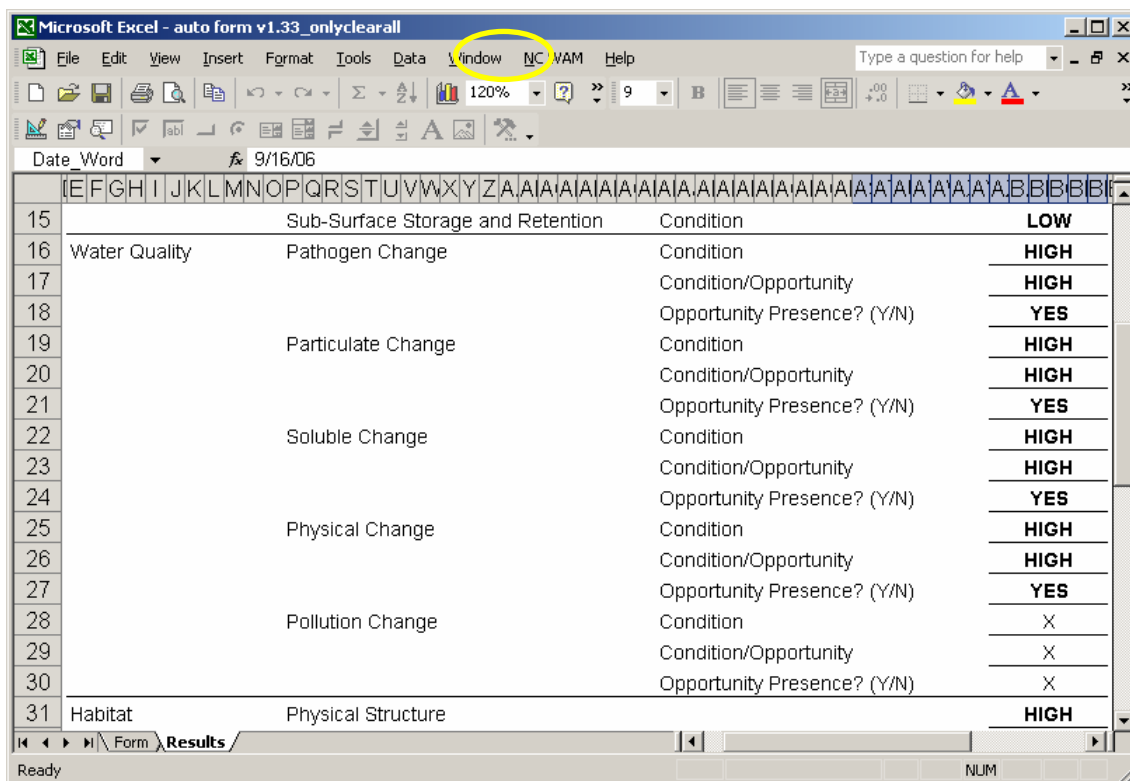 Microsoft Excel - auto form v1.33_onlyclearall
File Edit View Insert Format Tools Data Window NC WAM Help Type a question for help
120% 9 B A
abl A
Date_Word fx 9/16/06
E F G H I J K L M N O P Q R S T U V W X Y Z
15 Sub-Surface Storage and Retention Condition LOW
16 Water Quality Pathogen Change Condition HIGH
17 Condition/Opportunity HIGH
18 Opportunity Presence? (Y/N) YES
19 Particulate Change Condition HIGH
20 Condition/Opportunity HIGH
21 Opportunity Presence? (Y/N) YES
22 Soluble Change Condition HIGH
23 Condition/Opportunity HIGH
24 Opportunity Presence? (Y/N) YES
25 Physical Change Condition HIGH
26 Condition/Opportunity HIGH
27 Opportunity Presence? (Y/N) YES
28 Pollution Change Condition X
29 Condition/Opportunity X
30 Opportunity Presence? (Y/N) X
31 Habitat Physical Structure HIGH
Form Results
Ready NUM